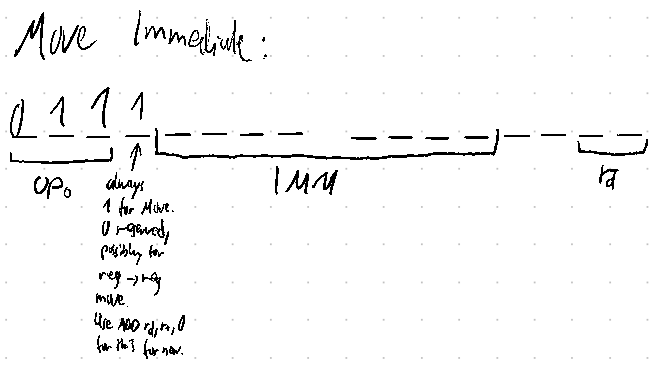 Move Immediate:
0 1 1 1
OP0 IMM rd
always
1 for Move.
0 reserved,
possibly for
reg → reg
move.
Use ADD rd, rn, 0
for that for now.